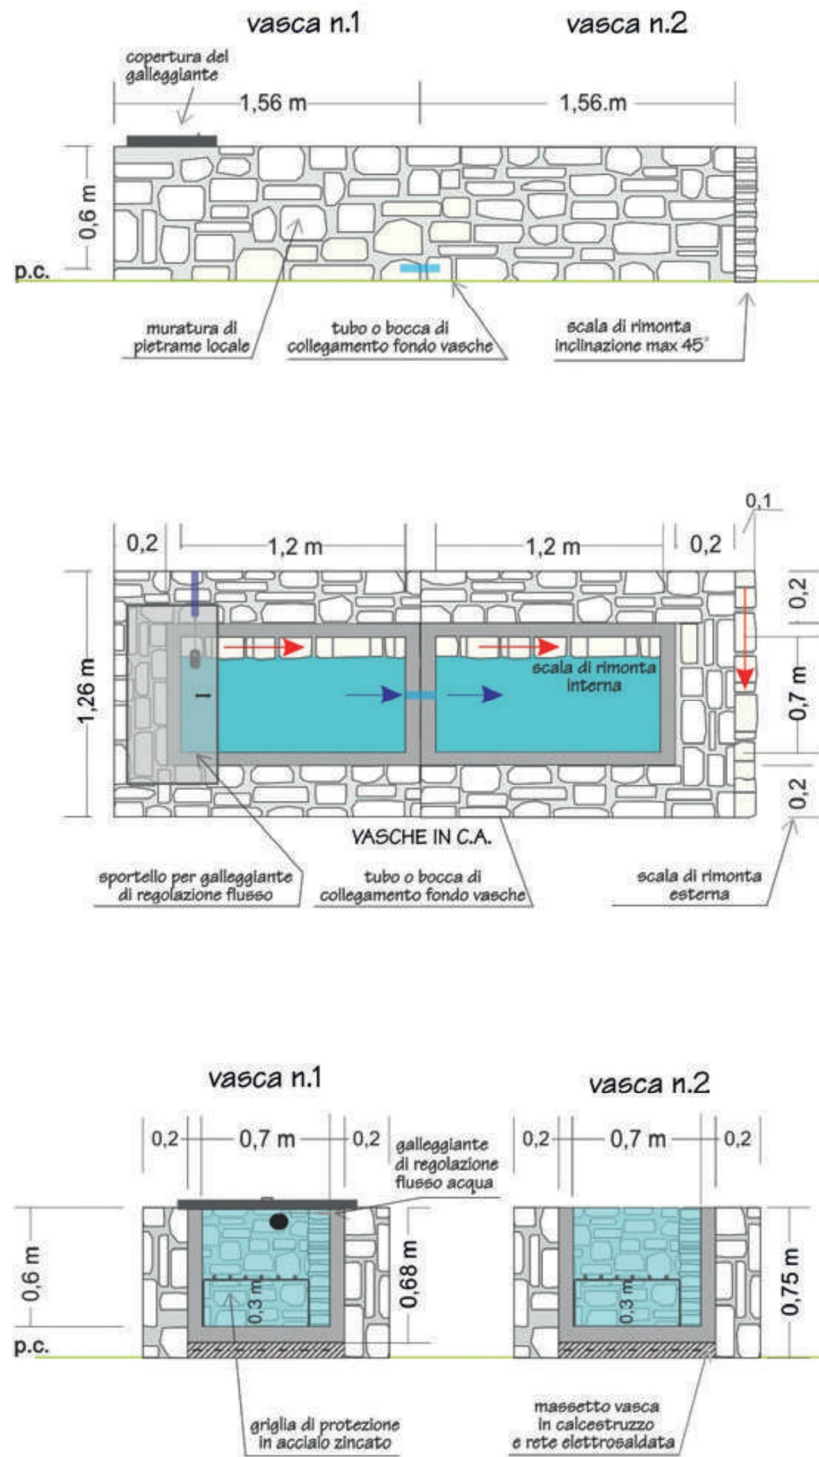 vasca n.1
vasca n.2
copertura del
galleggiante
1,56 m
1,56.m
0,6 m
p.c.
muratura di
pietrame locale
tubo o bocca di
collegamento fondo vasche
scala di rimonta
inclinazione max 45°
0,1
0,2
1,2 m
1,2 m
0,2
0,2
1,26 m
scala di rimonta
interna
0,7 m
0,2
VASCHE IN C.A.
sportello per galleggiante
di regolazione flusso
tubo o bocca di
collegamento fondo vasche
scala di rimonta
esterna
vasca n.1
vasca n.2
0,2
0,7 m
0,2
galleggiante
di regolazione
flusso acqua
0,2
0,7 m
0,2
0,6 m
0,3 m
0,68 m
0,3 m
0,75 m
p.c.
griglia di protezione
in acciaio zincato
massetto vasca
in calcestruzzo
e rete elettrosaldata